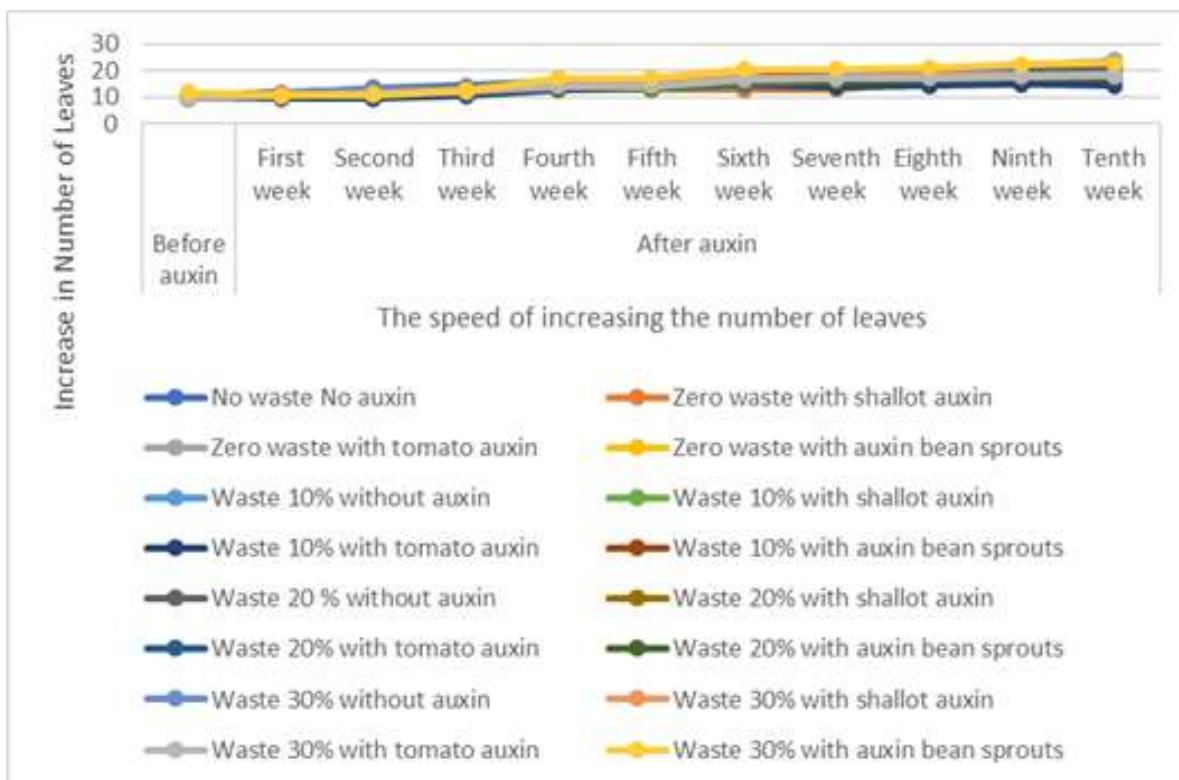 Increase in Number of Leaves
30
20
10
0
First week
Second week
Third week
Fourth week
Fifth week
Sixth week
Seventh week
Eighth week
Ninth week
Tenth week
Before auxin
After auxin
The speed of increasing the number of leaves
No waste No auxin
Zero waste with shallot auxin
Zero waste with tomato auxin
Zero waste with auxin bean sprouts
Waste 10% without auxin
Waste 10% with shallot auxin
Waste 10% with tomato auxin
Waste 10% with auxin bean sprouts
Waste 20 % without auxin
Waste 20% with shallot auxin
Waste 20% with tomato auxin
Waste 20% with auxin bean sprouts
Waste 30% without auxin
Waste 30% with shallot auxin
Waste 30% with tomato auxin
Waste 30% with auxin bean sprouts